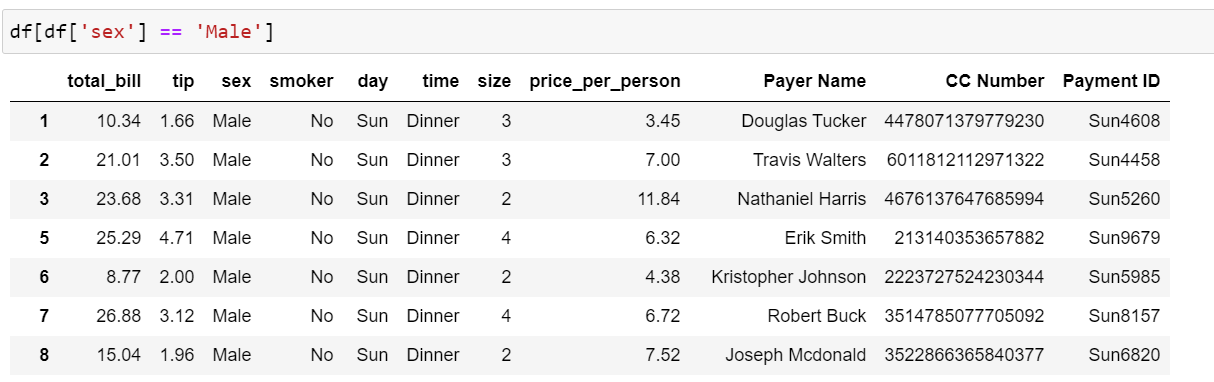 df[df['sex'] == 'Male']
total_bill tip sex smoker day time size price_per_person Payer Name CC Number Payment ID
1 10.34 1.66 Male No Sun Dinner 3 3.45 Douglas Tucker 4478071379779230 Sun4608
2 21.01 3.50 Male No Sun Dinner 3 7.00 Travis Walters 6011812112971322 Sun4458
3 23.68 3.31 Male No Sun Dinner 2 11.84 Nathaniel Harris 4676137647685994 Sun5260
5 25.29 4.71 Male No Sun Dinner 4 6.32 Erik Smith 213140353657882 Sun9679
6 8.77 2.00 Male No Sun Dinner 2 4.38 Kristopher Johnson 2223727524230344 Sun5985
7 26.88 3.12 Male No Sun Dinner 4 6.72 Robert Buck 3514785077705092 Sun8157
8 15.04 1.96 Male No Sun Dinner 2 7.52 Joseph Mcdonald 3522866365840377 Sun6820